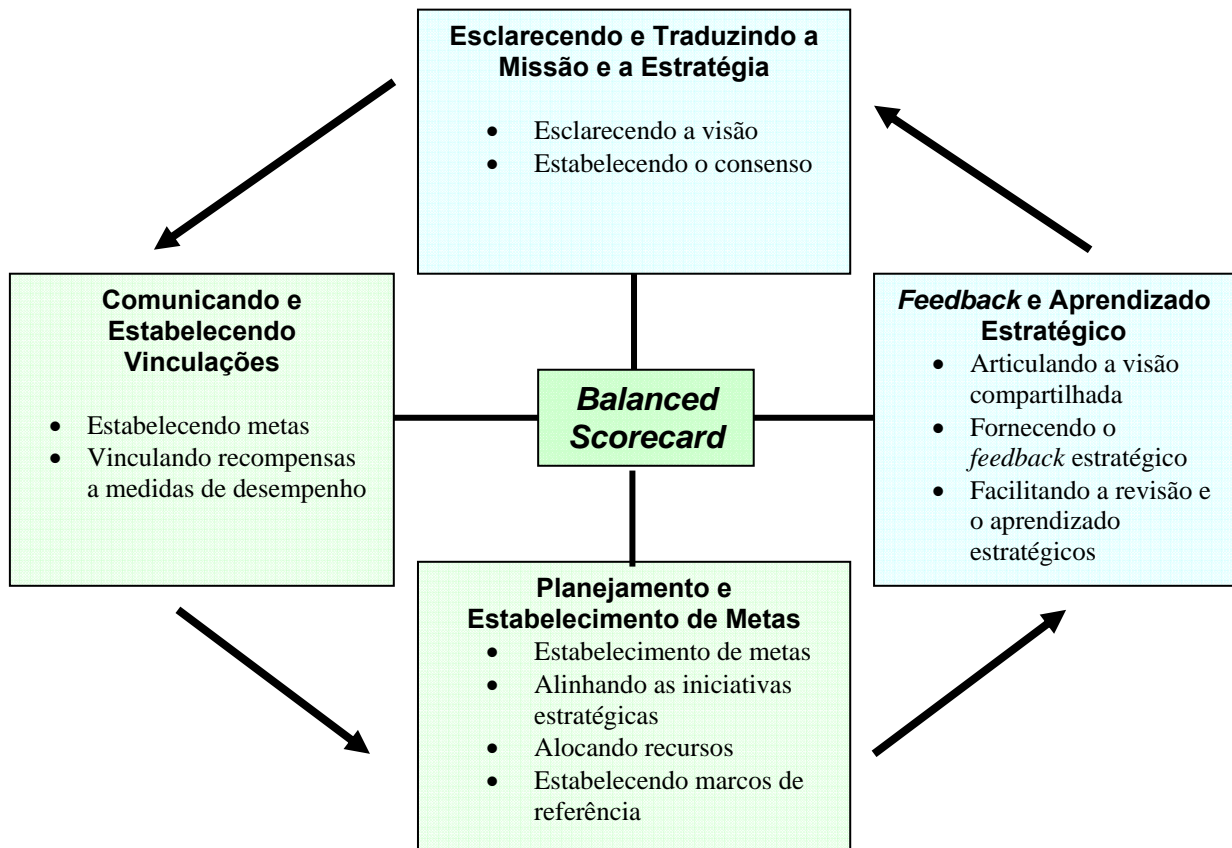 Esclarecendo e Traduzindo a
Missão e a Estratégia
• Esclarecendo a visão
• Estabelecendo o consenso
Comunicando e
Estabelecendo
Vinculações
• Estabelecendo metas
• Vinculando recompensas
a medidas de desempenho
Balanced
Scorecard
Feedback e Aprendizado
Estratégico
• Articulando a visão
compartilhada
• Fornecendo o
feedback estratégico
• Facilitando a revisão e
o aprendizado
estratégicos
Planejamento e
Estabelecimento de Metas
• Estabelecimento de metas
• Alinhando as iniciativas
estratégicas
• Alocando recursos
• Estabelecendo marcos de
referência